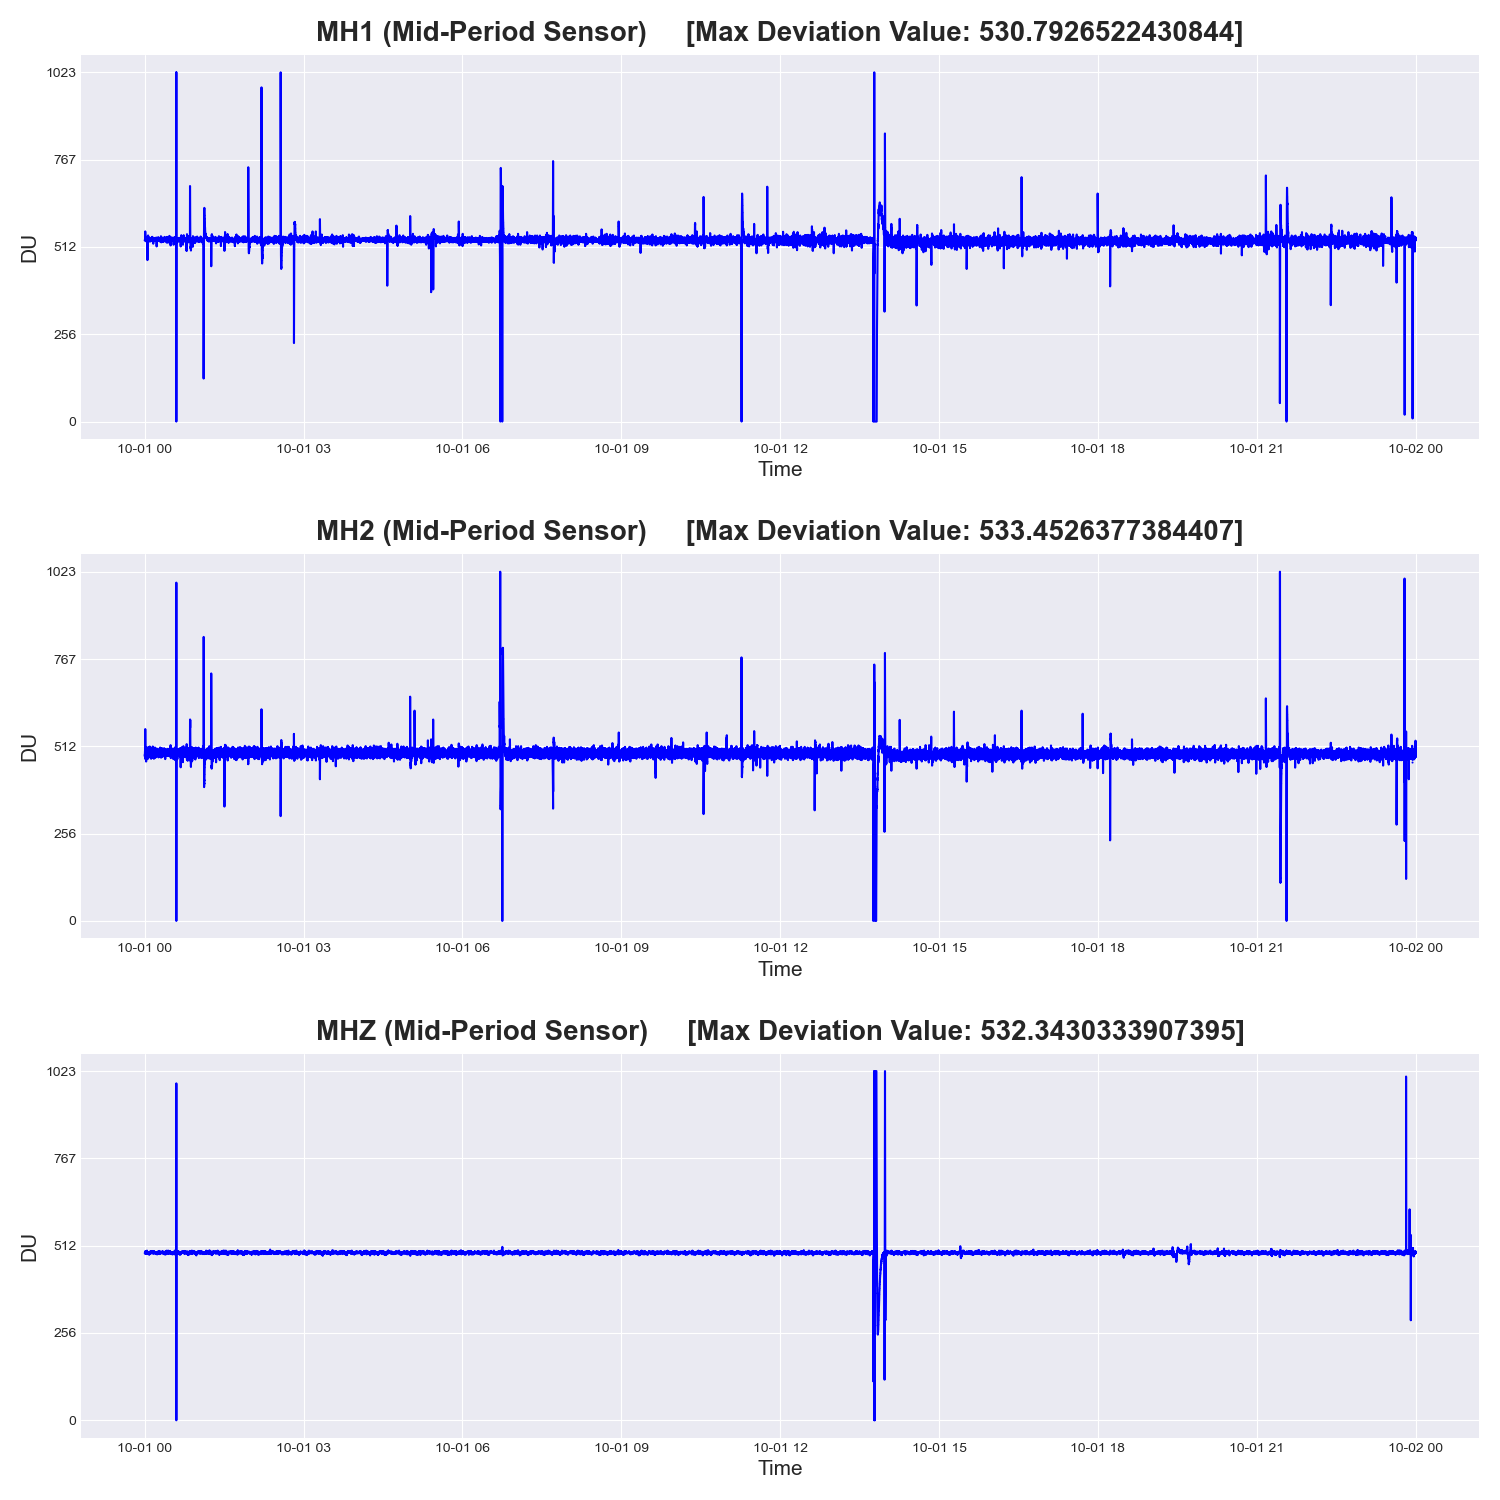 MH1 (Mid-Period Sensor) [Max Deviation Value: 530.7926522430844]
1023
767
512
256
0
DU
10-01 00 10-01 03 10-01 06 10-01 09 10-01 12 10-01 15 10-01 18 10-01 21 10-02 00
Time
MH2 (Mid-Period Sensor) [Max Deviation Value: 533.4526377384407]
1023
767
512
256
0
DU
10-01 00 10-01 03 10-01 06 10-01 09 10-01 12 10-01 15 10-01 18 10-01 21 10-02 00
Time
MHZ (Mid-Period Sensor) [Max Deviation Value: 532.3430333907395]
1023
767
512
256
0
DU
10-01 00 10-01 03 10-01 06 10-01 09 10-01 12 10-01 15 10-01 18 10-01 21 10-02 00
Time